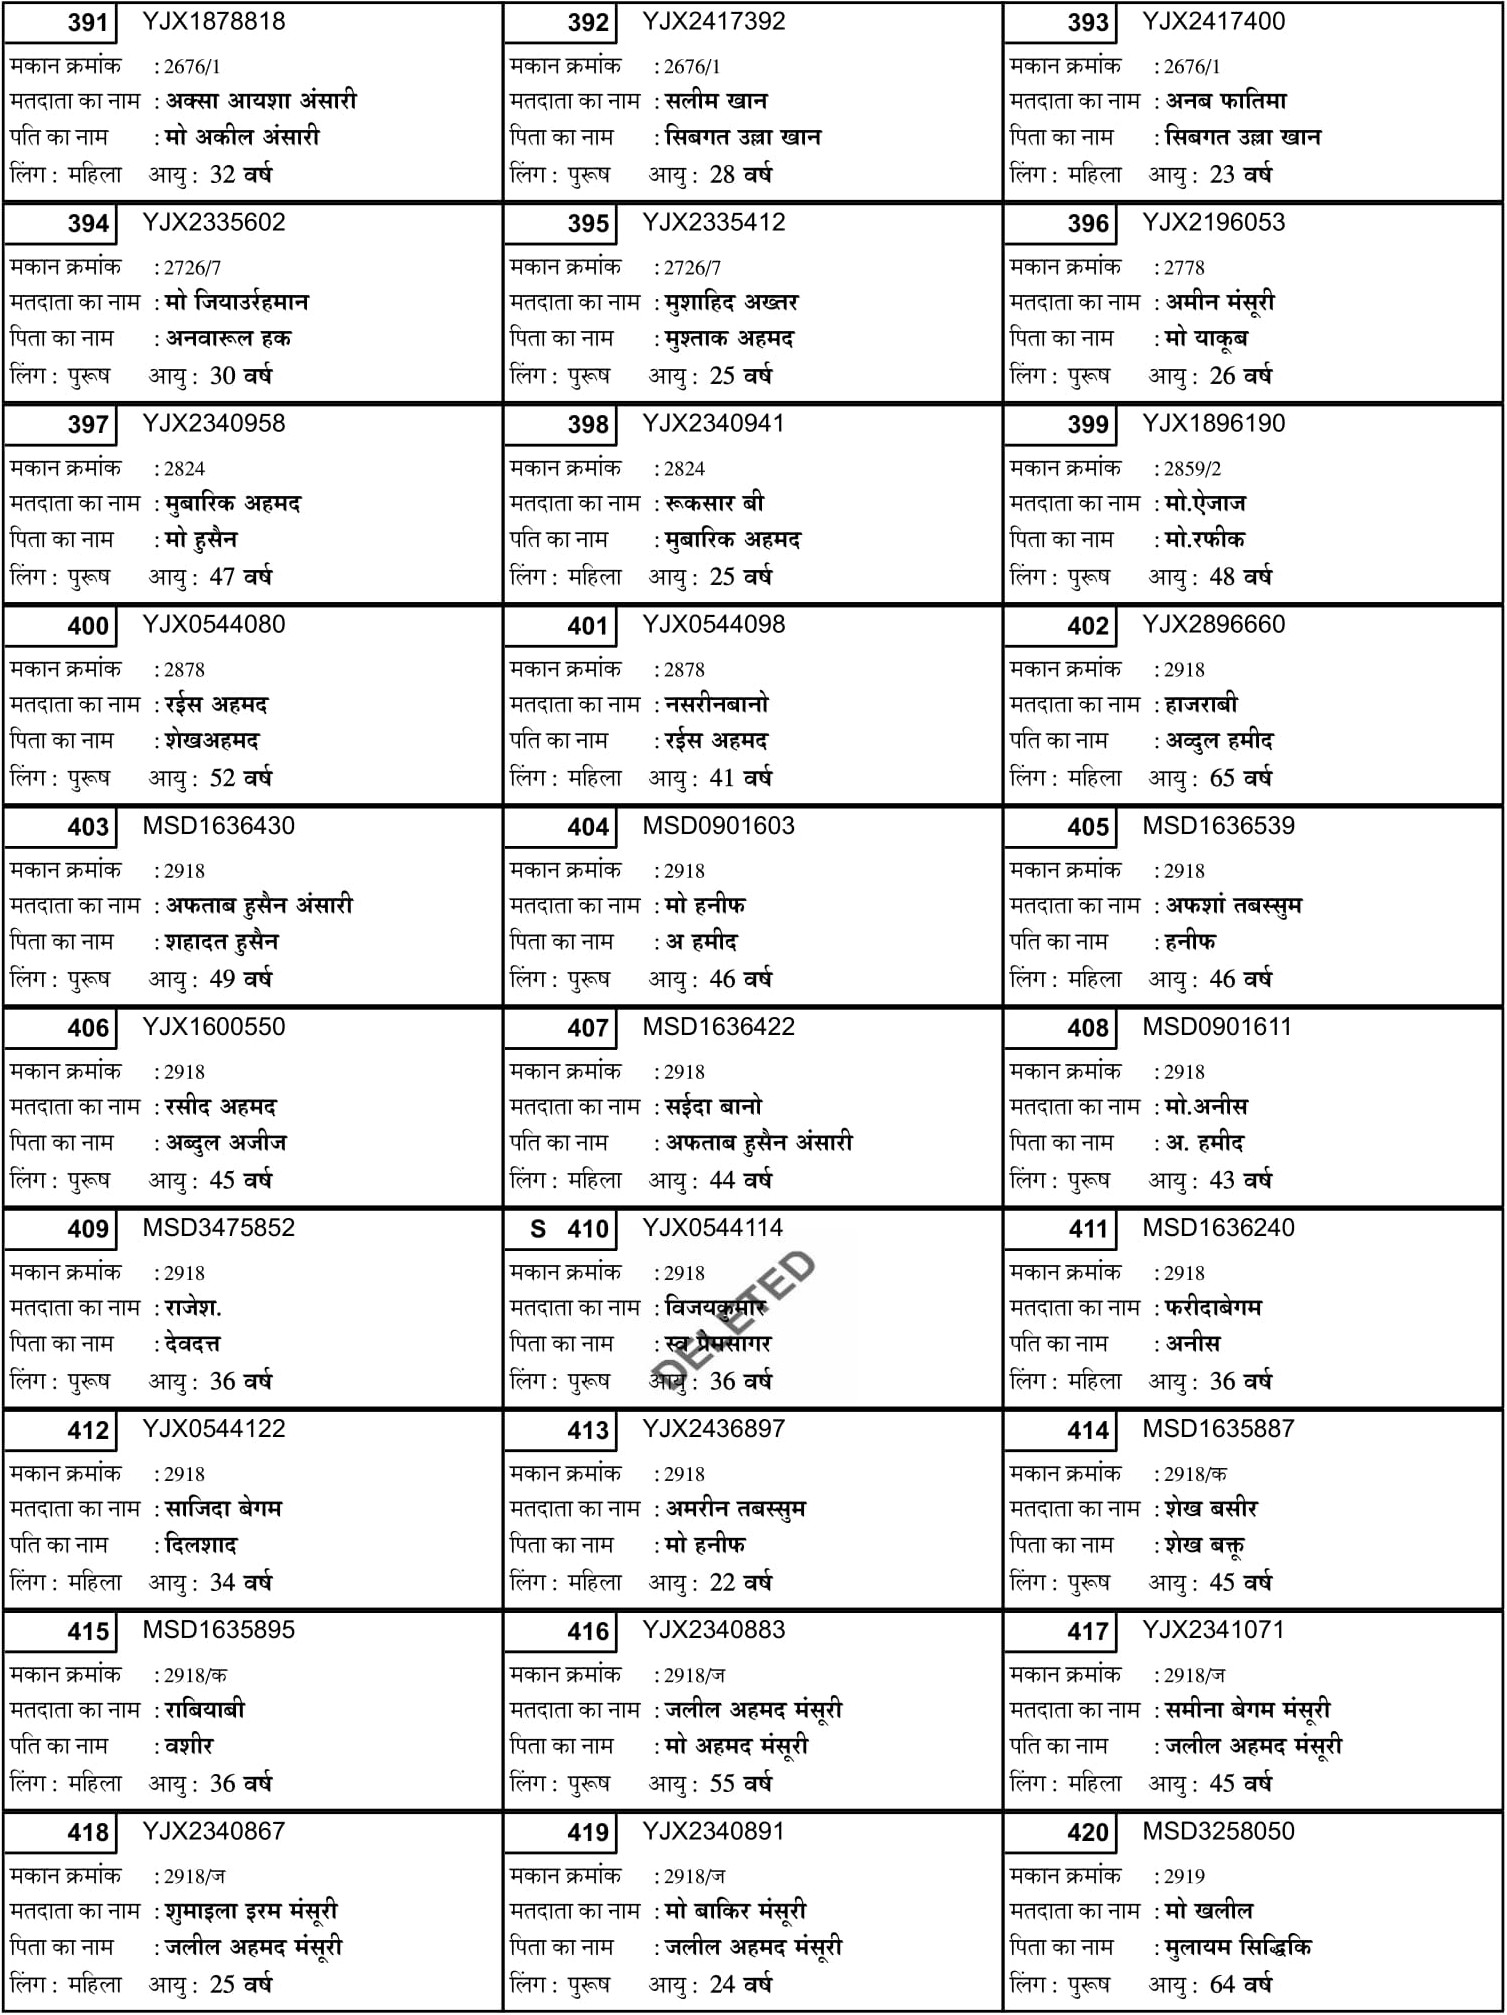 391 YJX1878818
मकान क्रमांक : 2676/1
मतदाता का नाम : अक्सा आयशा अंसारी
पति का नाम : मो अकील अंसारी
लिंग : महिला आयु : 32 वर्ष
392 YJX2417392
मकान क्रमांक : 2676/1
मतदाता का नाम : सलीम खान
पिता का नाम : सिबगत उल्ला खान
लिंग : पुरूष आयु : 28 वर्ष
393 YJX2417400
मकान क्रमांक : 2676/1
मतदाता का नाम : अनब फातिमा
पिता का नाम : सिबगत उल्ला खान
लिंग : महिला आयु : 23 वर्ष
394 YJX2335602
मकान क्रमांक : 2726/7
मतदाता का नाम : मो जियाउर्रहमान
पिता का नाम : अनवारूल हक
लिंग : पुरूष आयु : 30 वर्ष
395 YJX2335412
मकान क्रमांक : 2726/7
मतदाता का नाम : मुशाहिद अख्तर
पिता का नाम : मुश्ताक अहमद
लिंग : पुरूष आयु : 25 वर्ष
396 YJX2196053
मकान क्रमांक : 2778
मतदाता का नाम : अमीन मंसूरी
पिता का नाम : मो याकूब
लिंग : पुरूष आयु : 26 वर्ष
397 YJX2340958
मकान क्रमांक : 2824
मतदाता का नाम : मुबारिक अहमद
पिता का नाम : मो हुसैन
लिंग : पुरूष आयु : 47 वर्ष
398 YJX2340941
मकान क्रमांक : 2824
मतदाता का नाम : रूकसार बी
पति का नाम : मुबारिक अहमद
लिंग : महिला आयु : 25 वर्ष
399 YJX1896190
मकान क्रमांक : 2859/2
मतदाता का नाम : मो.ऐजाज
पिता का नाम : मो.रफीक
लिंग : पुरूष आयु : 48 वर्ष
400 YJX0544080
मकान क्रमांक : 2878
मतदाता का नाम : रईस अहमद
पिता का नाम : शेखअहमद
लिंग : पुरूष आयु : 52 वर्ष
401 YJX0544098
मकान क्रमांक : 2878
मतदाता का नाम : नसरीनबानो
पति का नाम : रईस अहमद
लिंग : महिला आयु : 41 वर्ष
402 YJX2896660
मकान क्रमांक : 2918
मतदाता का नाम : हाजराबी
पति का नाम : अव्दुल हमीद
लिंग : महिला आयु : 65 वर्ष
403 MSD1636430
मकान क्रमांक : 2918
मतदाता का नाम : अफताब हुसैन अंसारी
पिता का नाम : शहादत हुसैन
लिंग : पुरूष आयु : 49 वर्ष
404 MSD0901603
मकान क्रमांक : 2918
मतदाता का नाम : मो हनीफ
पिता का नाम : अ हमीद
लिंग : पुरूष आयु : 46 वर्ष
405 MSD1636539
मकान क्रमांक : 2918
मतदाता का नाम : अफशां तबस्सुम
पति का नाम : हनीफ
लिंग : महिला आयु : 46 वर्ष
406 YJX1600550
मकान क्रमांक : 2918
मतदाता का नाम : रसीद अहमद
पिता का नाम : अब्दुल अजीज
लिंग : पुरूष आयु : 45 वर्ष
407 MSD1636422
मकान क्रमांक : 2918
मतदाता का नाम : सईदा बानो
पति का नाम : अफताब हुसैन अंसारी
लिंग : महिला आयु : 44 वर्ष
408 MSD0901611
मकान क्रमांक : 2918
मतदाता का नाम : मो.अनीस
पिता का नाम : अ. हमीद
लिंग : पुरूष आयु : 43 वर्ष
409 MSD3475852
मकान क्रमांक : 2918
मतदाता का नाम : राजेश.
पिता का नाम : देवदत्त
लिंग : पुरूष आयु : 36 वर्ष
S 410 YJX0544114
मकान क्रमांक : 2918
मतदाता का नाम : विजयकुमार
पिता का नाम : स्व प्रेमसागर
लिंग : पुरूष आयु : 36 वर्ष
DELETED
411 MSD1636240
मकान क्रमांक : 2918
मतदाता का नाम : फरीदाबेगम
पति का नाम : अनीस
लिंग : महिला आयु : 36 वर्ष
412 YJX0544122
मकान क्रमांक : 2918
मतदाता का नाम : साजिदा बेगम
पति का नाम : दिलशाद
लिंग : महिला आयु : 34 वर्ष
413 YJX2436897
मकान क्रमांक : 2918
मतदाता का नाम : अमरीन तबस्सुम
पिता का नाम : मो हनीफ
लिंग : महिला आयु : 22 वर्ष
414 MSD1635887
मकान क्रमांक : 2918/क
मतदाता का नाम : शेख बसीर
पिता का नाम : शेख बक्तू
लिंग : पुरूष आयु : 45 वर्ष
415 MSD1635895
मकान क्रमांक : 2918/क
मतदाता का नाम : राबियाबी
पति का नाम : वशीर
लिंग : महिला आयु : 36 वर्ष
416 YJX2340883
मकान क्रमांक : 2918/ज
मतदाता का नाम : जलील अहमद मंसूरी
पिता का नाम : मो अहमद मंसूरी
लिंग : पुरूष आयु : 55 वर्ष
417 YJX2341071
मकान क्रमांक : 2918/ज
मतदाता का नाम : समीना बेगम मंसूरी
पति का नाम : जलील अहमद मंसूरी
लिंग : महिला आयु : 45 वर्ष
418 YJX2340867
मकान क्रमांक : 2918/ज
मतदाता का नाम : शुमाइला इरम मंसूरी
पिता का नाम : जलील अहमद मंसूरी
लिंग : महिला आयु : 25 वर्ष
419 YJX2340891
मकान क्रमांक : 2918/ज
मतदाता का नाम : मो बाकिर मंसूरी
पिता का नाम : जलील अहमद मंसूरी
लिंग : पुरूष आयु : 24 वर्ष
420 MSD3258050
मकान क्रमांक : 2919
मतदाता का नाम : मो खलील
पिता का नाम : मुलायम सिद्धिकि
लिंग : पुरूष आयु : 64 वर्ष